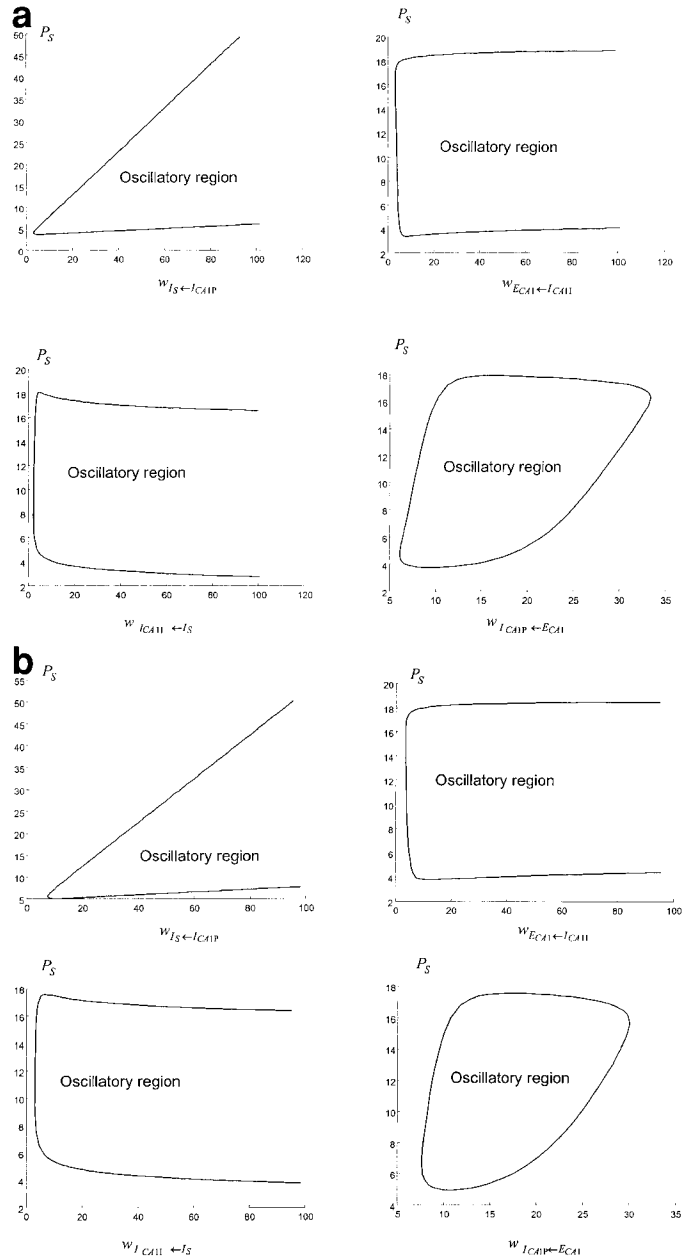 a
P_S
50
45
40
35
30
25
20
15
10
5
0
Oscillatory region
0 20 40 60 80 100 120
w_{I_S←I_{CA1P}}
P_S
20
18
16
14
12
10
8
6
4
2
Oscillatory region
0 20 40 60 80 100 120
w_{E_{CA1}←I_{CA1I}}
P_S
20
18
16
14
12
10
8
6
4
2
Oscillatory region
0 20 40 60 80 100 120
w_{I_{CA1I}←I_S}
P_S
18
16
14
12
10
8
6
4
2
Oscillatory region
5 10 15 20 25 30 35
w_{I_{CA1P}←E_{CA1}}
b
P_S
55
50
45
40
35
30
25
20
15
10
5
Oscillatory region
0 20 40 60 80 100
w_{I_S←I_{CA1P}}
P_S
20
18
16
14
12
10
8
6
4
2
Oscillatory region
0 20 40 60 80 100
w_{E_{CA1}←I_{CA1I}}
P_S
18
16
14
12
10
8
6
4
2
Oscillatory region
0 20 40 60 80 100
w_{I_{CA1I}←I_S}
P_S
18
16
14
12
10
8
6
4
Oscillatory region
5 10 15 20 25 30 35
w_{I_{CA1P}←E_{CA1}}